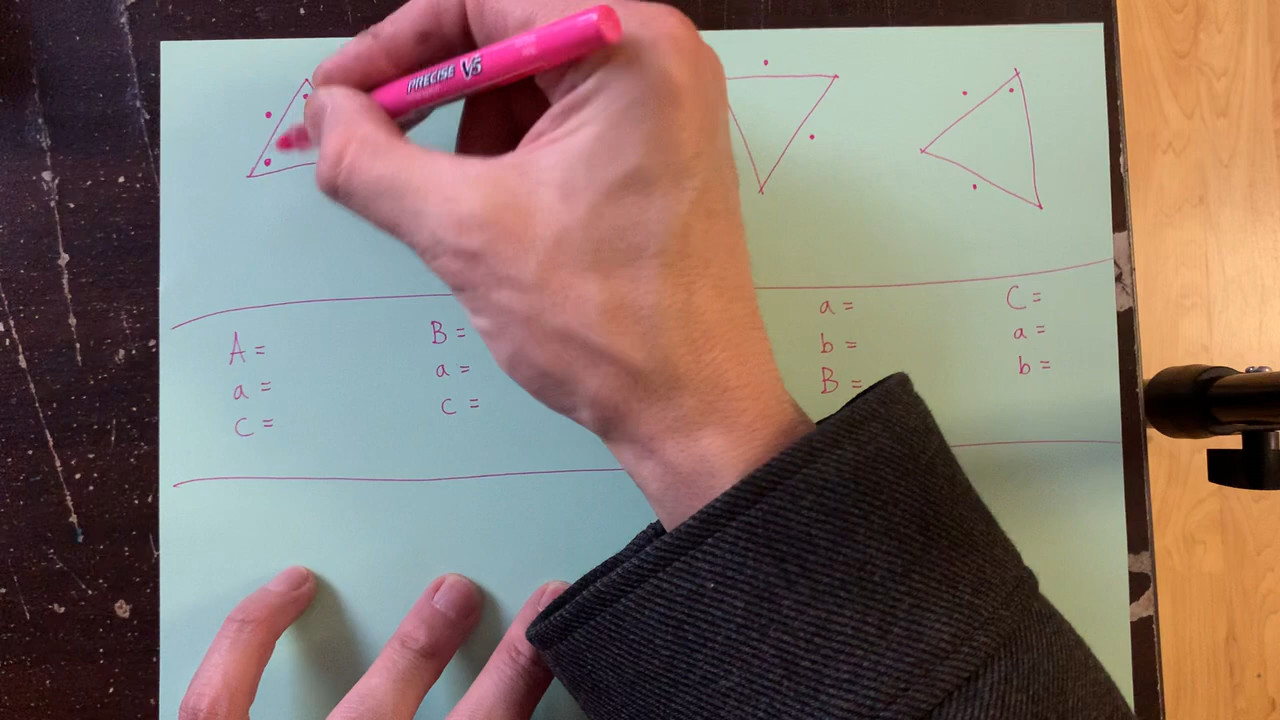 PRECISE V5
A =
a =
c =
B =
a =
c =
a =
b =
B =
C =
a =
b =